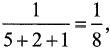 1/(5+2+1) = 1/8,